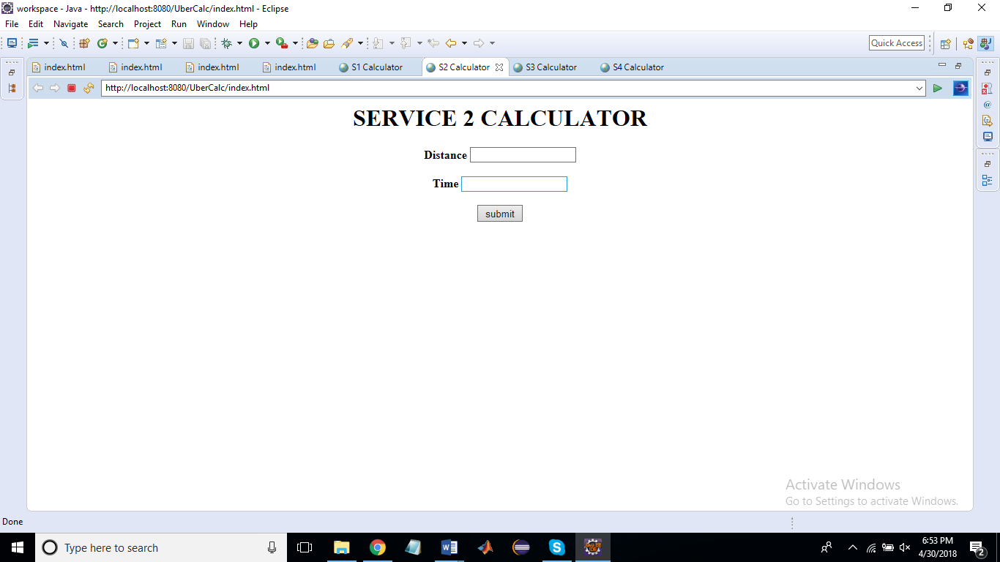 workspace - Java - http://localhost:8080/UberCalc/index.html - Eclipse
File Edit Navigate Search Project Run Window Help
Quick Access
index.html index.html index.html index.html S1 Calculator S2 Calculator S3 Calculator S4 Calculator
http://localhost:8080/UberCalc/index.html
SERVICE 2 CALCULATOR
Distance
Time
submit
Activate Windows
Go to Settings to activate Windows.
Done
Type here to search
6:53 PM
4/30/2018
2